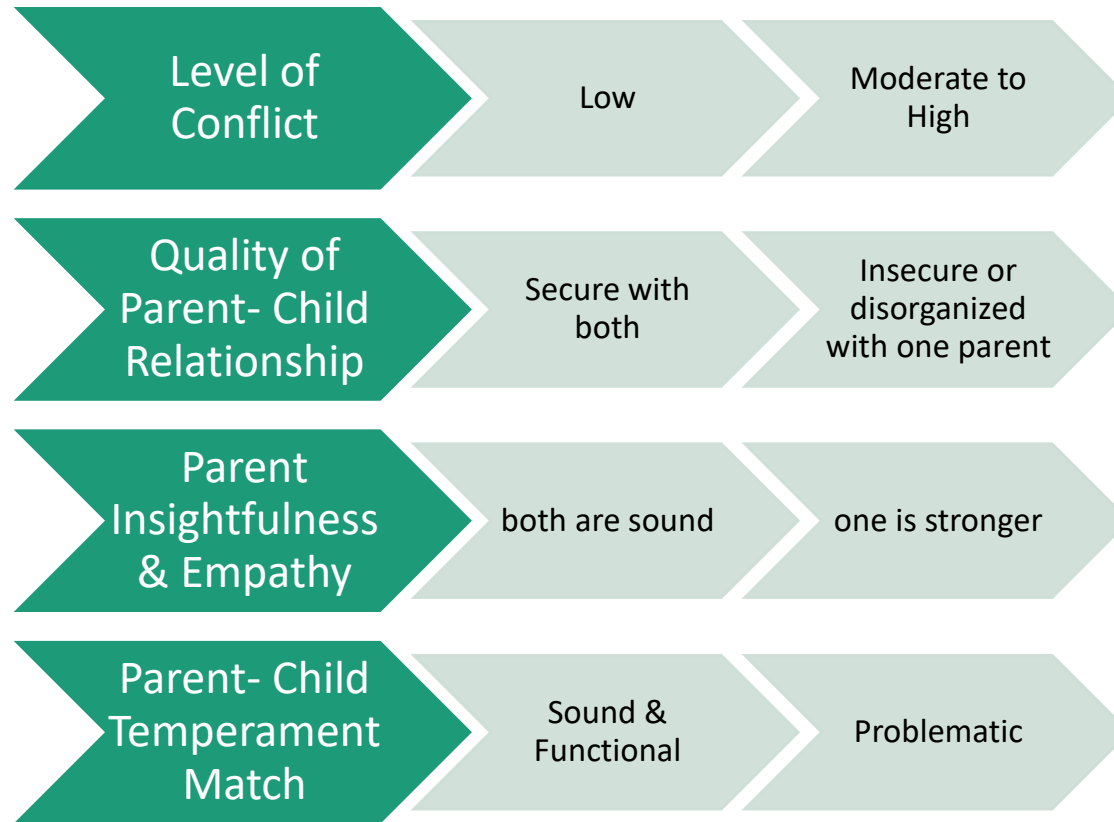 Level of
Conflict
Low
Moderate to
High
Quality of
Parent- Child
Relationship
Secure with
both
Insecure or
disorganized
with one parent
Parent
Insightfulness
& Empathy
both are sound
one is stronger
Parent- Child
Temperament
Match
Sound &
Functional
Problematic